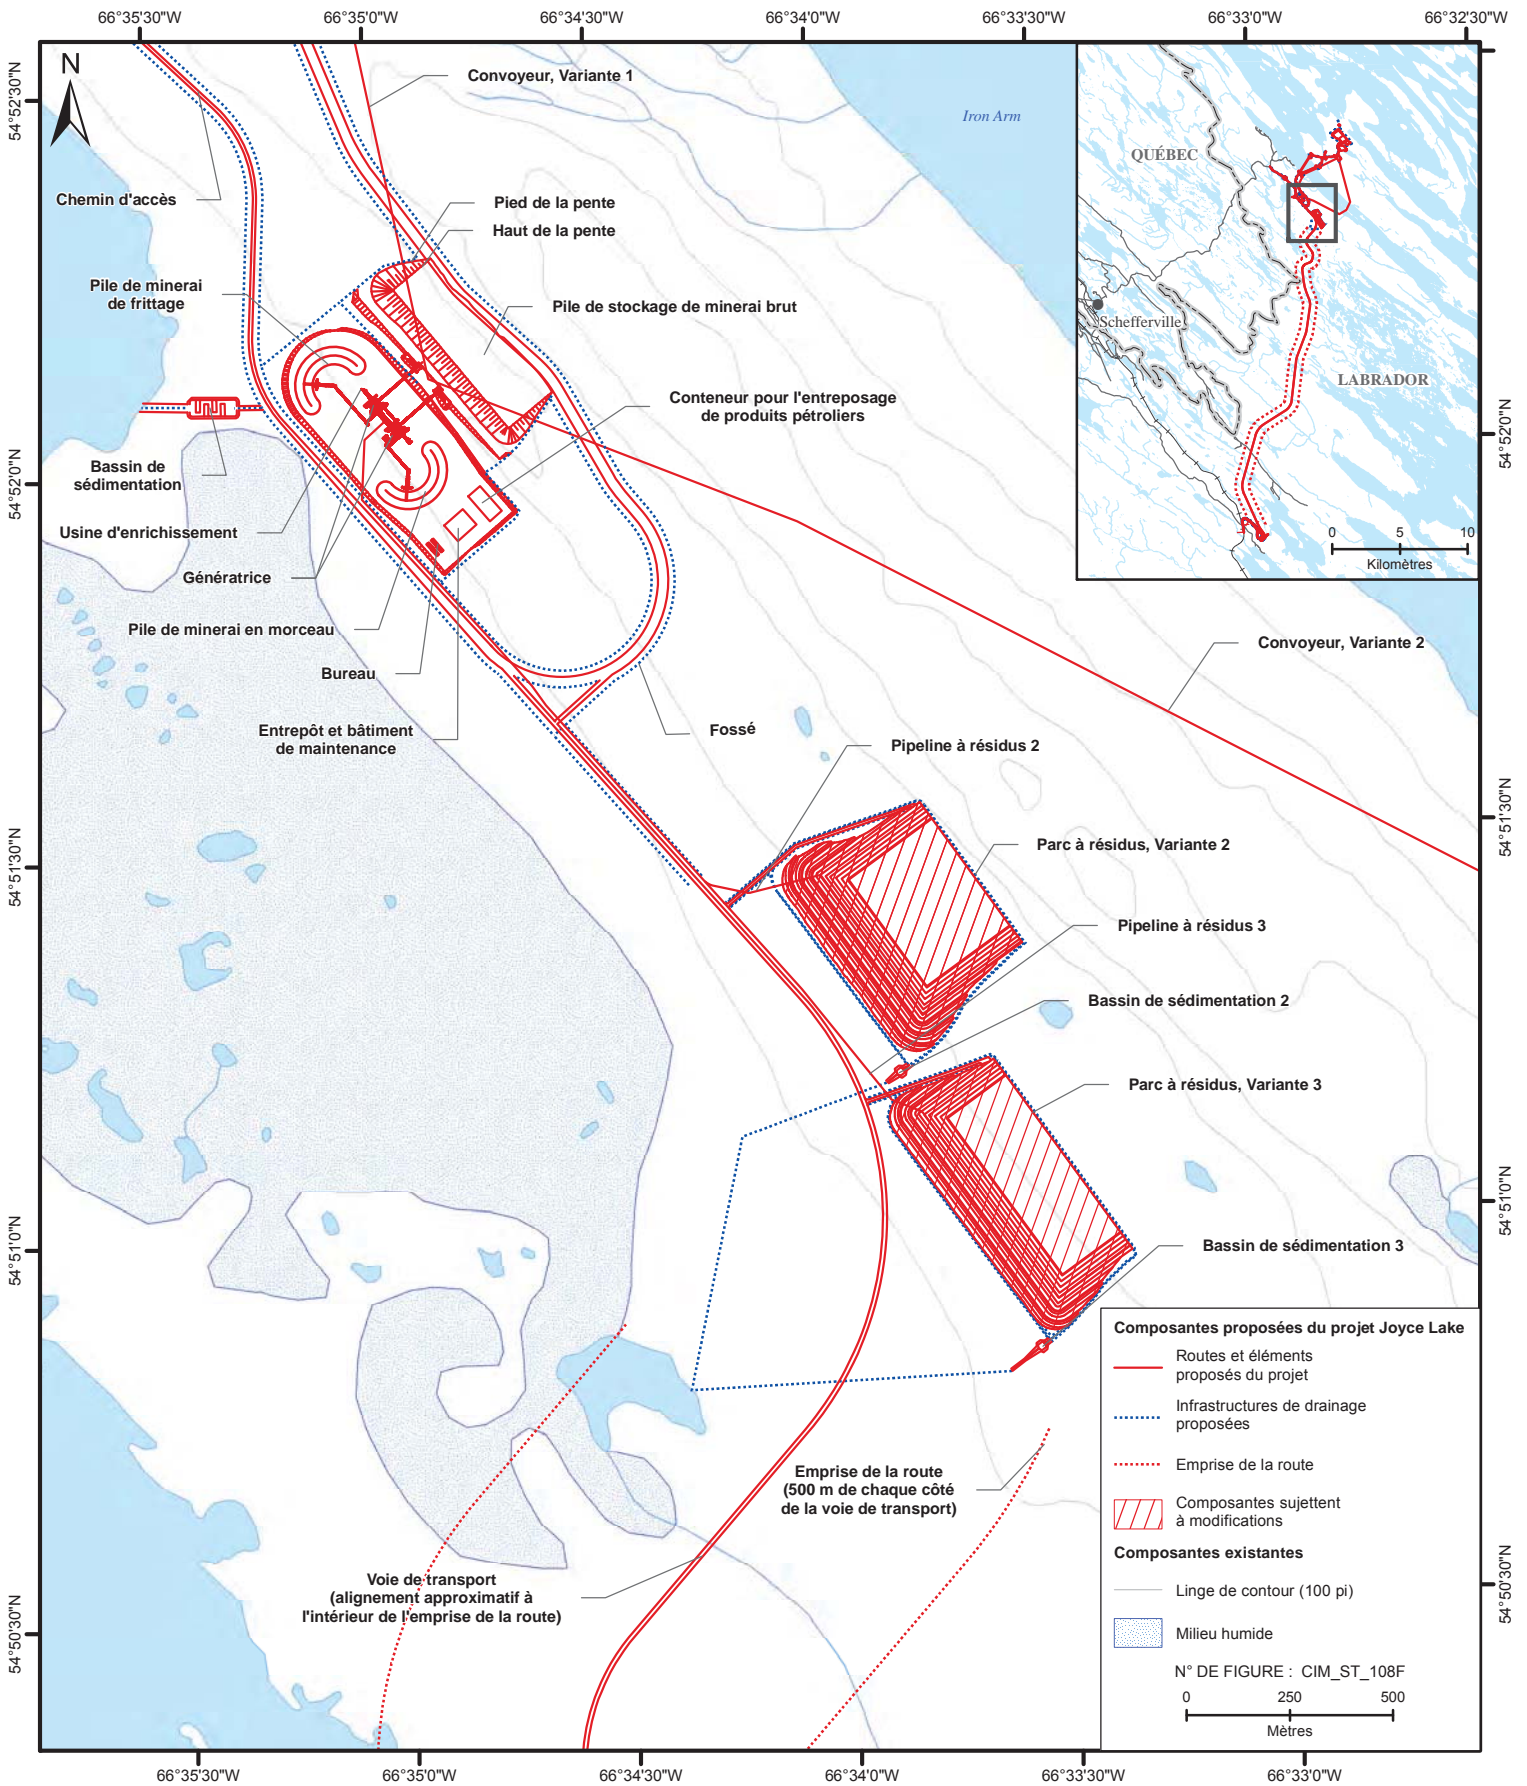 66°35'30"W
66°35'0"W
66°34'30"W
66°34'0"W
66°33'30"W
66°33'0"W
66°32'30"W
54°52'30"N
54°52'0"N
54°51'30"N
54°51'0"N
54°50'30"N
N
Convoyeur, Variante 1
Iron Arm
Chemin d'accès
Pied de la pente
Haut de la pente
Pile de minerai
de frittage
Pile de stockage de minerai brut
Conteneur pour l'entreposage
de produits pétroliers
Bassin de
sédimentation
Usine d'enrichissement
Génératrice
Pile de minerai en morceau
Bureau
Entrepôt et bâtiment
de maintenance
Fossé
Convoyeur, Variante 2
Pipeline à résidus 2
Parc à résidus, Variante 2
Pipeline à résidus 3
Bassin de sédimentation 2
Parc à résidus, Variante 3
Bassin de sédimentation 3
Emprise de la route
(500 m de chaque côté
de la voie de transport)
Voie de transport
(alignement approximatif à
l'intérieur de l'emprise de la route)
QUÉBEC
Schefferville
LABRADOR
0 5 10
Kilomètres
54°52'0"N
54°51'30"N
54°51'0"N
54°50'30"N
Composantes proposées du projet Joyce Lake
Routes et éléments
proposés du projet
Infrastructures de drainage
proposées
Emprise de la route
Composantes sujettent
à modifications
Composantes existantes
Linge de contour (100 pi)
Milieu humide
N° DE FIGURE : CIM_ST_108F
0 250 500
Mètres
66°35'30"W
66°35'0"W
66°34'30"W
66°34'0"W
66°33'30"W
66°33'0"W